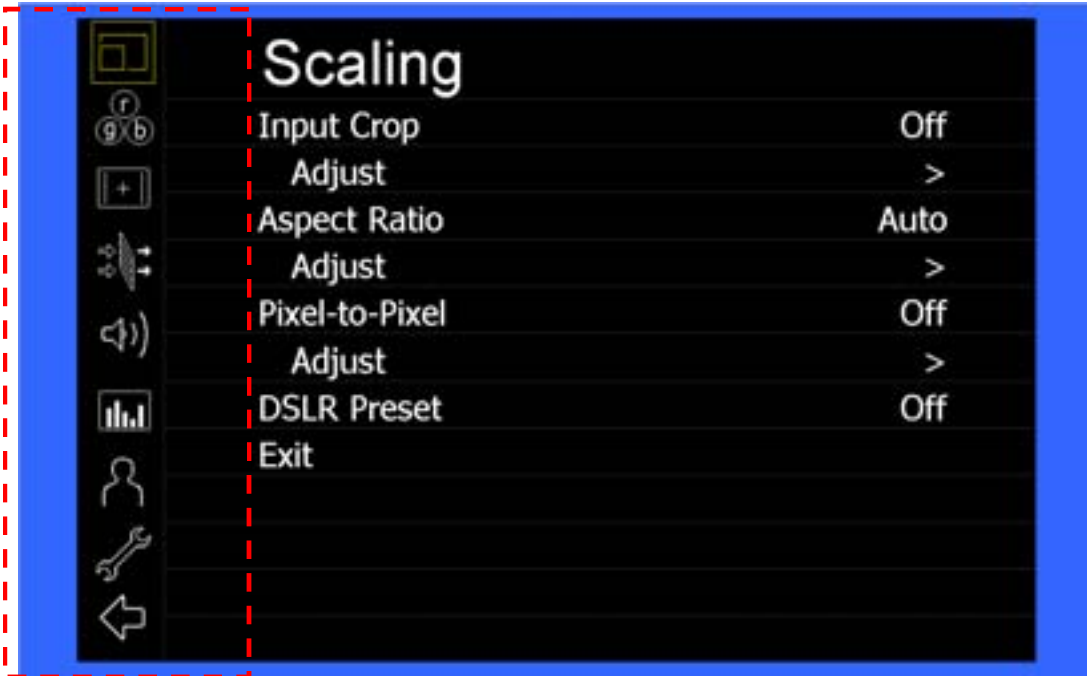 Scaling
r
g b
Input Crop Off
Adjust >
Aspect Ratio Auto
Adjust >
Pixel-to-Pixel Off
Adjust >
DSLR Preset Off
Exit